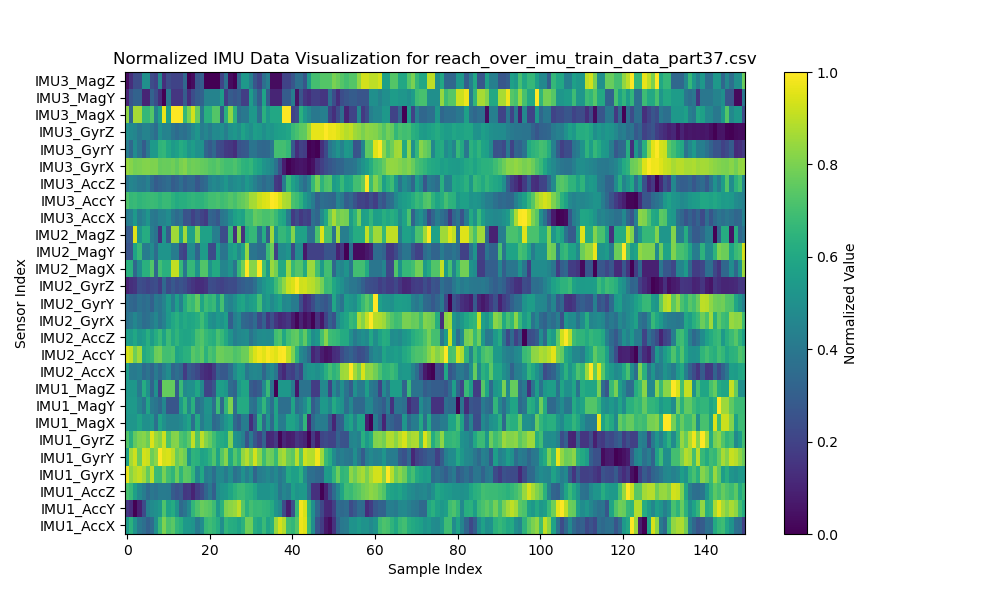 Normalized IMU Data Visualization for reach_over_imu_train_data_part37.csv
IMU3_MagZ
IMU3_MagY
IMU3_MagX
IMU3_GyrZ
IMU3_GyrY
IMU3_GyrX
IMU3_AccZ
IMU3_AccY
IMU3_AccX
IMU2_MagZ
IMU2_MagY
IMU2_MagX
IMU2_GyrZ
IMU2_GyrY
IMU2_GyrX
IMU2_AccZ
IMU2_AccY
IMU2_AccX
IMU1_MagZ
IMU1_MagY
IMU1_MagX
IMU1_GyrZ
IMU1_GyrY
IMU1_GyrX
IMU1_AccZ
IMU1_AccY
IMU1_AccX
Sensor Index
0 20 40 60 80 100 120 140
Sample Index
1.0
0.8
0.6
0.4
0.2
0.0
Normalized Value